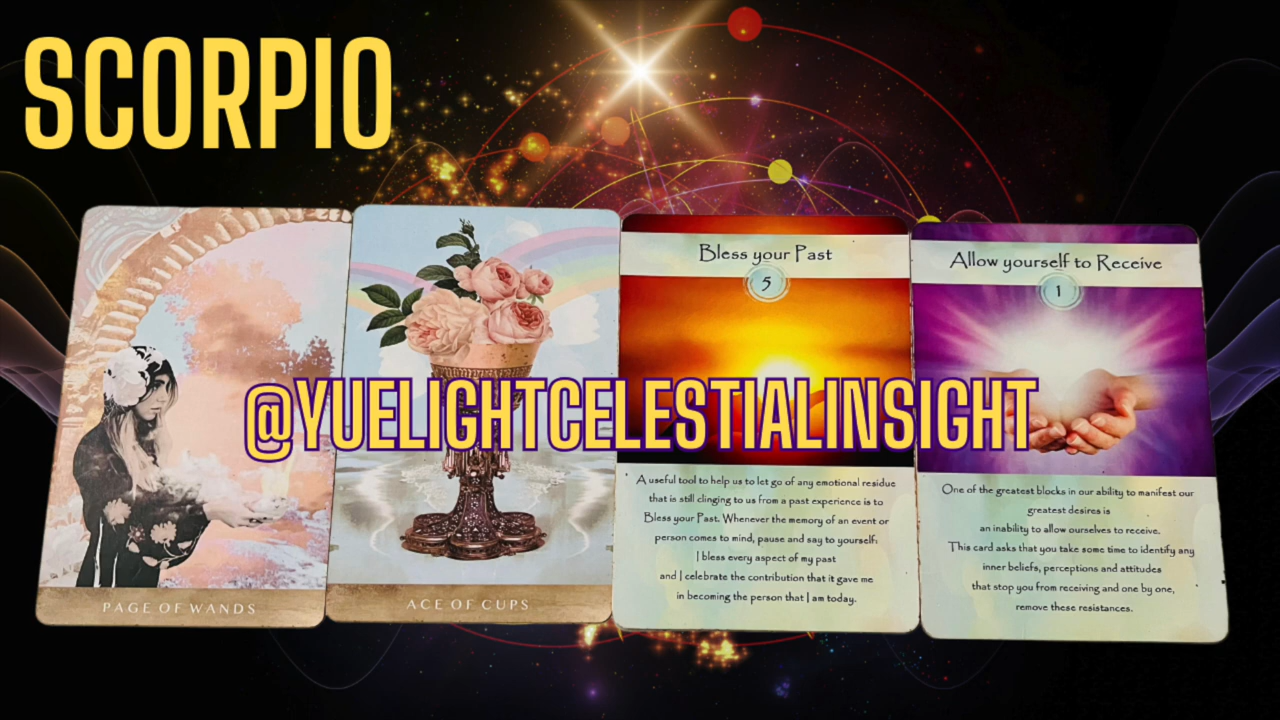 SCORPIO
Bless your Past
5
Allow yourself to Receive
1
@YUELIGHTCELESTIALINSIGHT
A useful tool to help us to let go of any emotional residue
that is still clinging to us from a past experience is to
Bless your Past. Whenever the memory of an event or
person comes to mind, pause and say to yourself:
I bless every aspect of my past
and I celebrate the contribution that it gave me
in becoming the person that I am today.
One of the greatest blocks in our ability to manifest our
greatest desires is
an inability to allow ourselves to receive.
This card asks that you take some time to identify any
inner beliefs, perceptions and attitudes
that stop you from receiving and one by one,
remove these resistances.
PAGE OF WANDS
ACE OF CUPS